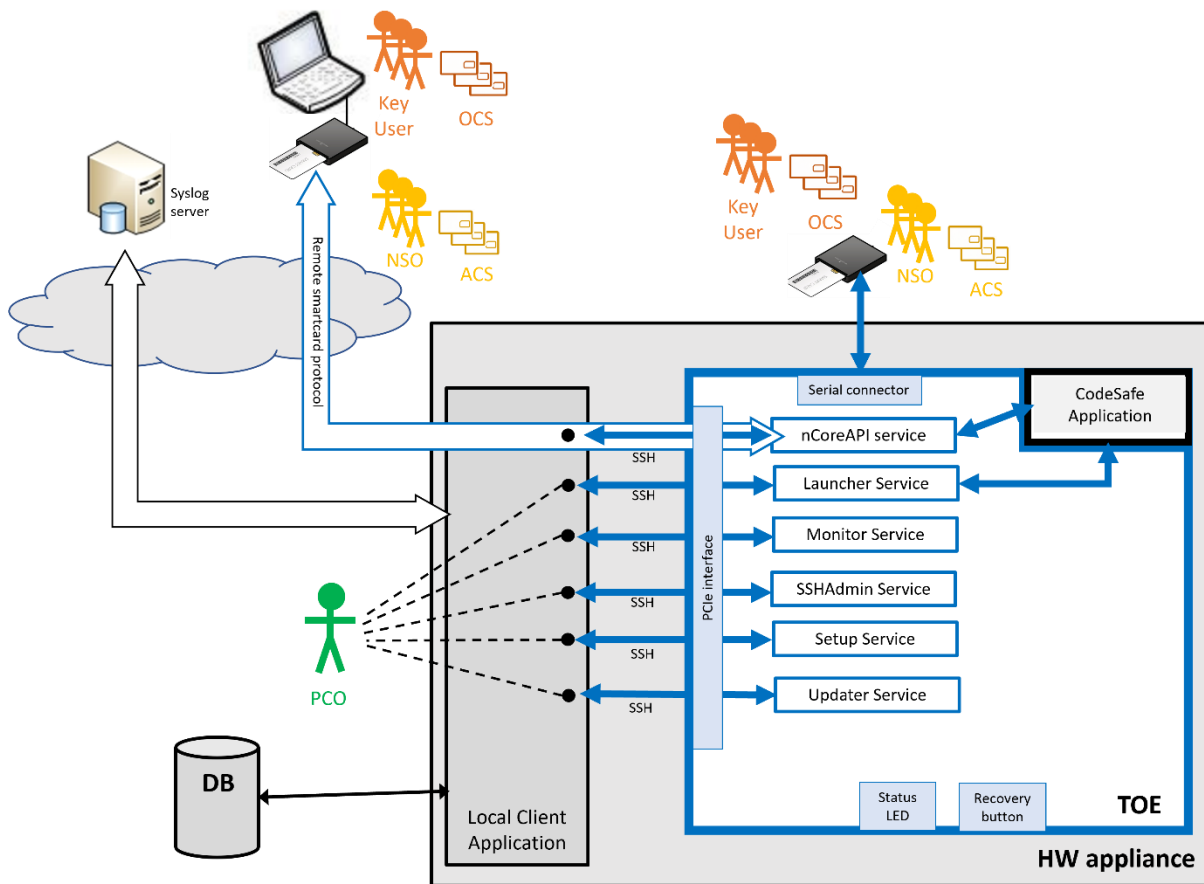 Key
User
OCS
Syslog
server
NSO
ACS
Remote smartcard protocol
Key
User
OCS
NSO
ACS
Serial connector
CodeSafe
Application
nCoreAPI service
SSH
Launcher Service
SSH
Monitor Service
SSH
SSHAdmin Service
SSH
Setup Service
SSH
Updater Service
SSH
PCIe interface
PCO
DB
Local Client
Application
Status
LED
Recovery
button
TOE
HW appliance